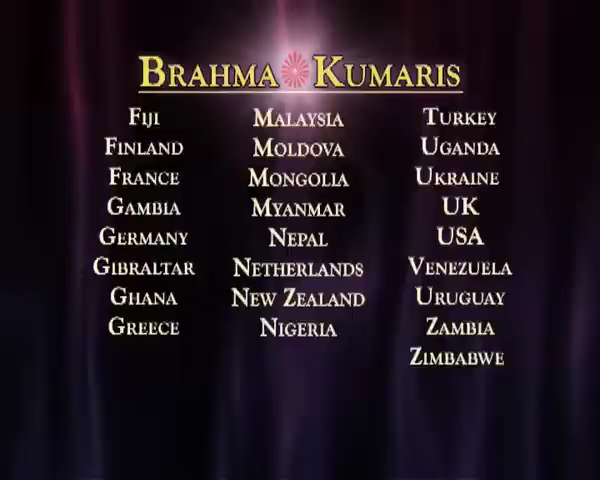 BRAHMA KUMARIS
FIJI
FINLAND
FRANCE
GAMBIA
GERMANY
GIBRALTAR
GHANA
GREECE
MALAYSIA
MOLDOVA
MONGOLIA
MYANMAR
NEPAL
NETHERLANDS
NEW ZEALAND
NIGERIA
TURKEY
UGANDA
UKRAINE
UK
USA
VENEZUELA
URUGUAY
ZAMBIA
ZIMBABWE